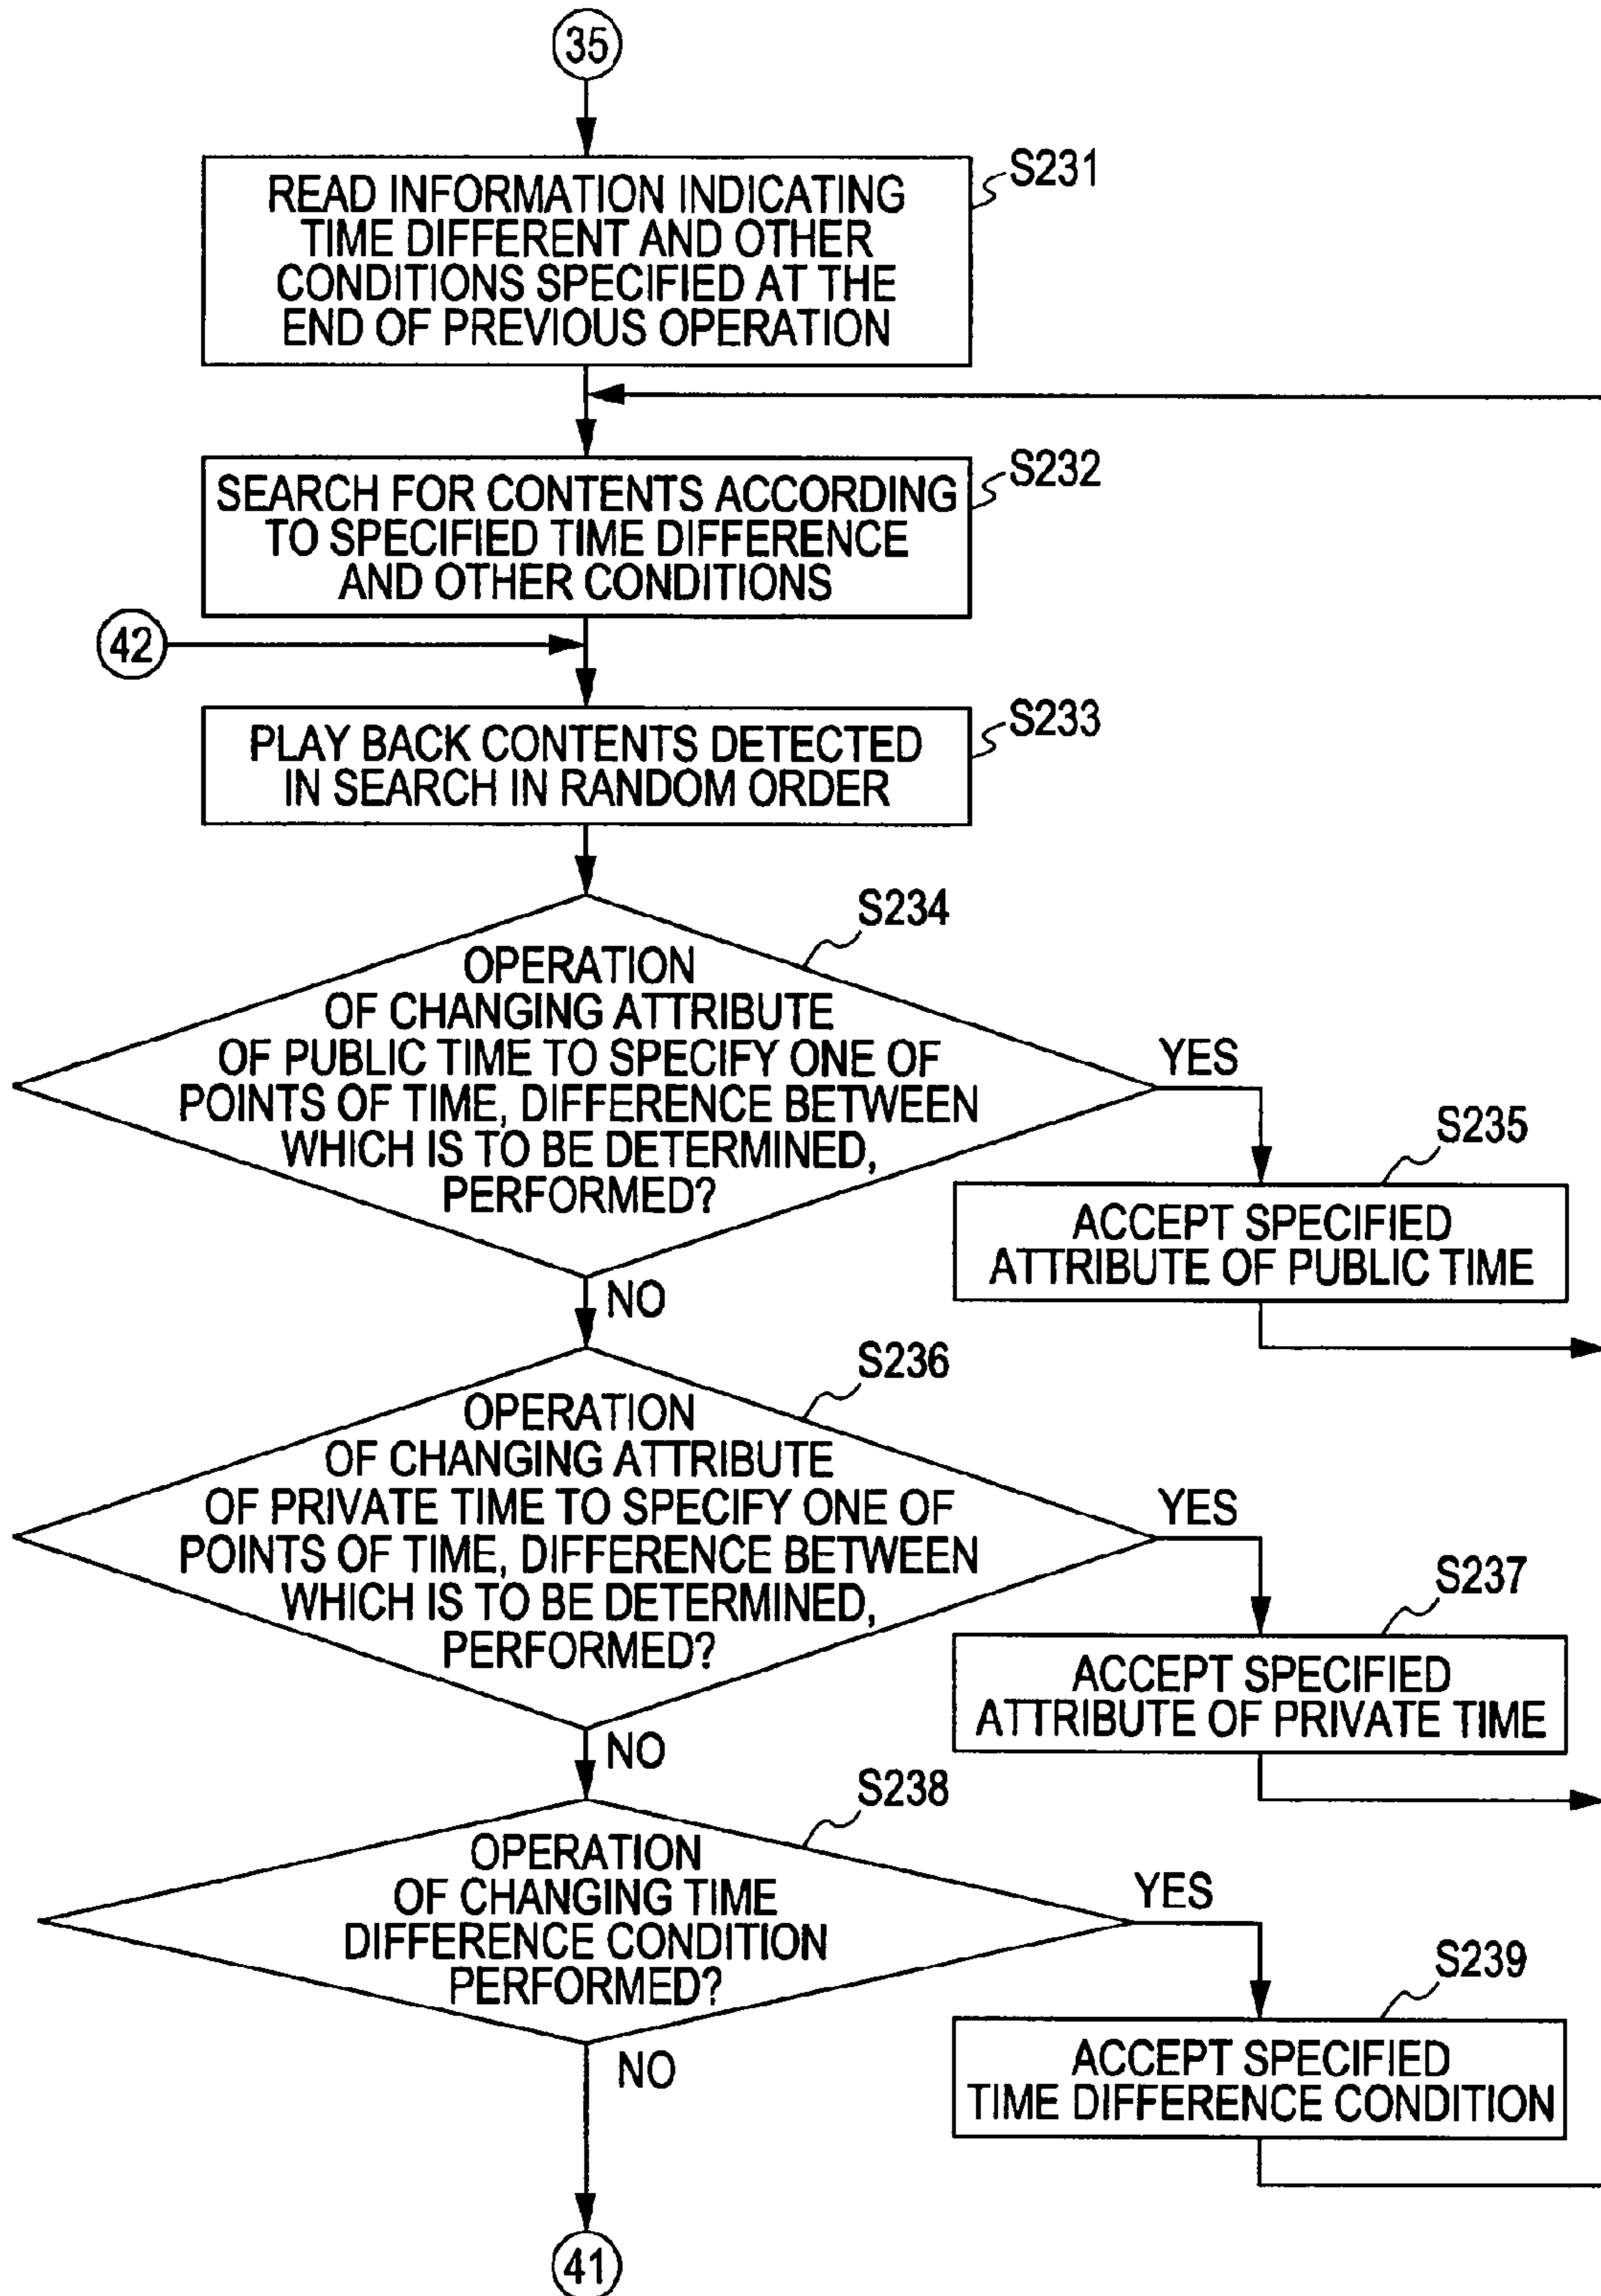 35
S231
READ INFORMATION INDICATING
TIME DIFFERENT AND OTHER
CONDITIONS SPECIFIED AT THE
END OF PREVIOUS OPERATION
S232
SEARCH FOR CONTENTS ACCORDING
TO SPECIFIED TIME DIFFERENCE
AND OTHER CONDITIONS
42
S233
PLAY BACK CONTENTS DETECTED
IN SEARCH IN RANDOM ORDER
S234
OPERATION
OF CHANGING ATTRIBUTE
OF PUBLIC TIME TO SPECIFY ONE OF
POINTS OF TIME, DIFFERENCE BETWEEN
WHICH IS TO BE DETERMINED,
PERFORMED?
YES
S235
ACCEPT SPECIFIED
ATTRIBUTE OF PUBLIC TIME
NO
S236
OPERATION
OF CHANGING ATTRIBUTE
OF PRIVATE TIME TO SPECIFY ONE OF
POINTS OF TIME, DIFFERENCE BETWEEN
WHICH IS TO BE DETERMINED,
PERFORMED?
YES
S237
ACCEPT SPECIFIED
ATTRIBUTE OF PRIVATE TIME
NO
S238
OPERATION
OF CHANGING TIME
DIFFERENCE CONDITION
PERFORMED?
YES
S239
ACCEPT SPECIFIED
TIME DIFFERENCE CONDITION
NO
41